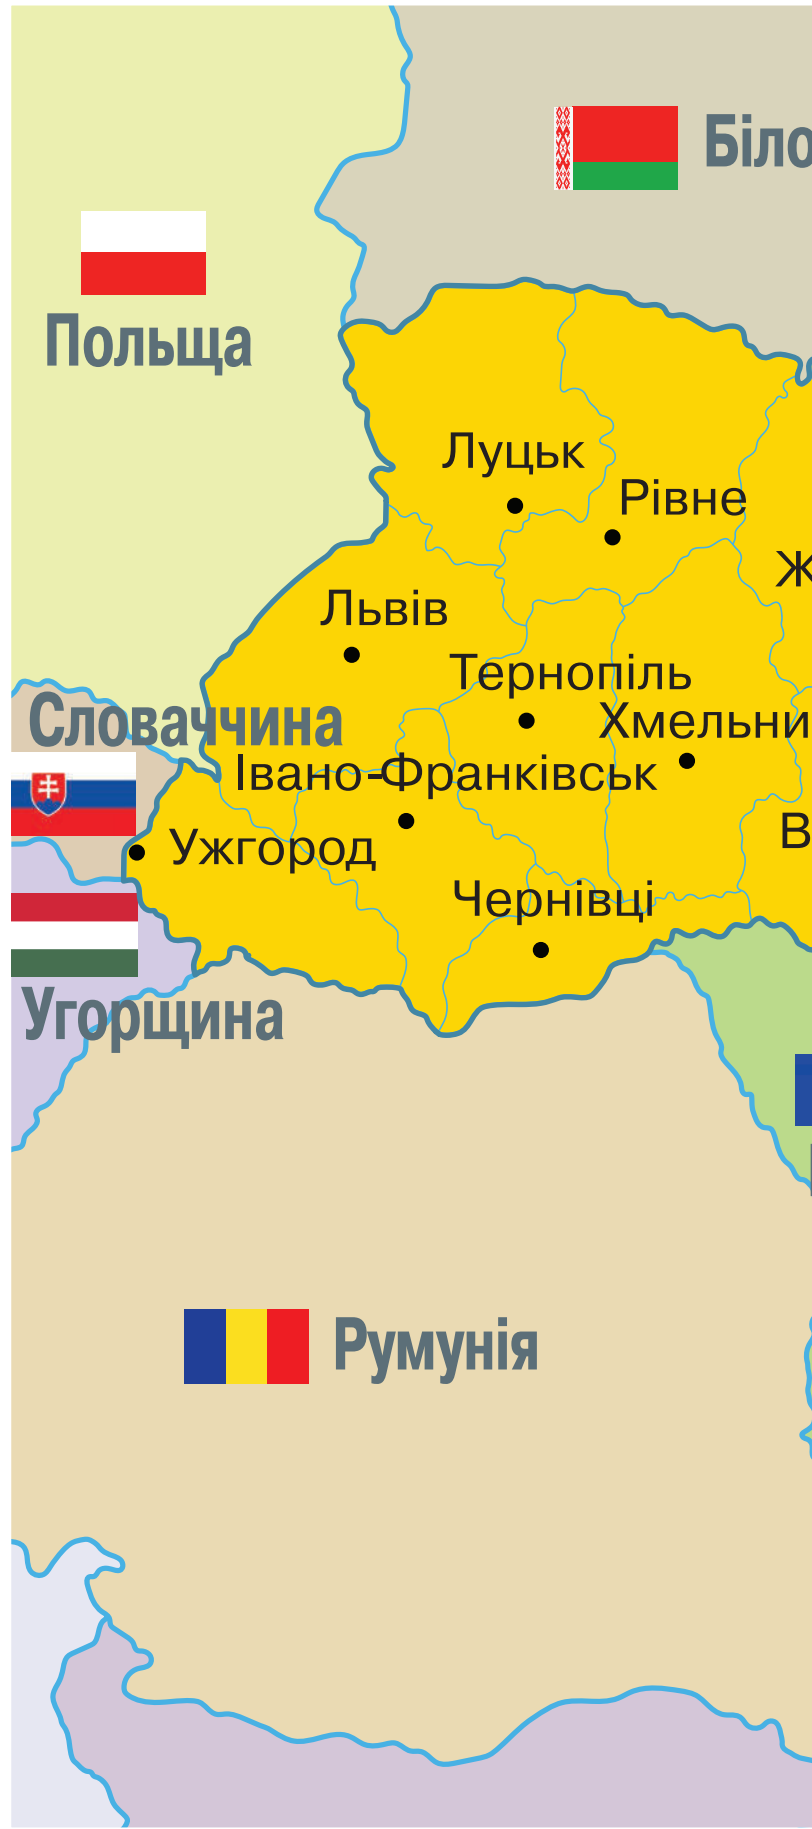 Біло
Польща
Луцьк
Рівне
Ж
Львів
Тернопіль
Словаччина
Хмельни
Івано-Франківськ
В
Ужгород
Чернівці
Угорщина
Румунія